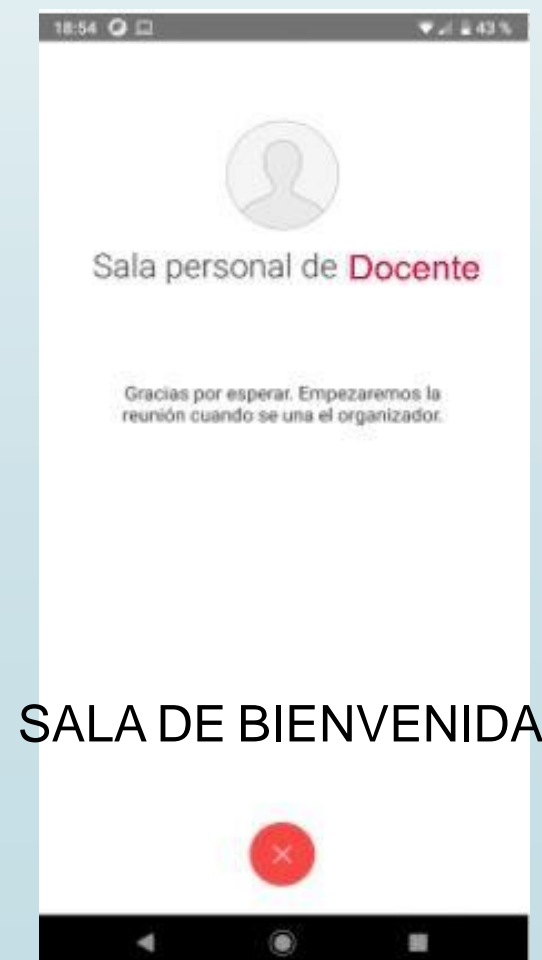 18:54 43 %
Sala personal de Docente
Gracias por esperar. Empezaremos la
reunión cuando se una el organizador.
SALA DE BIENVENIDA